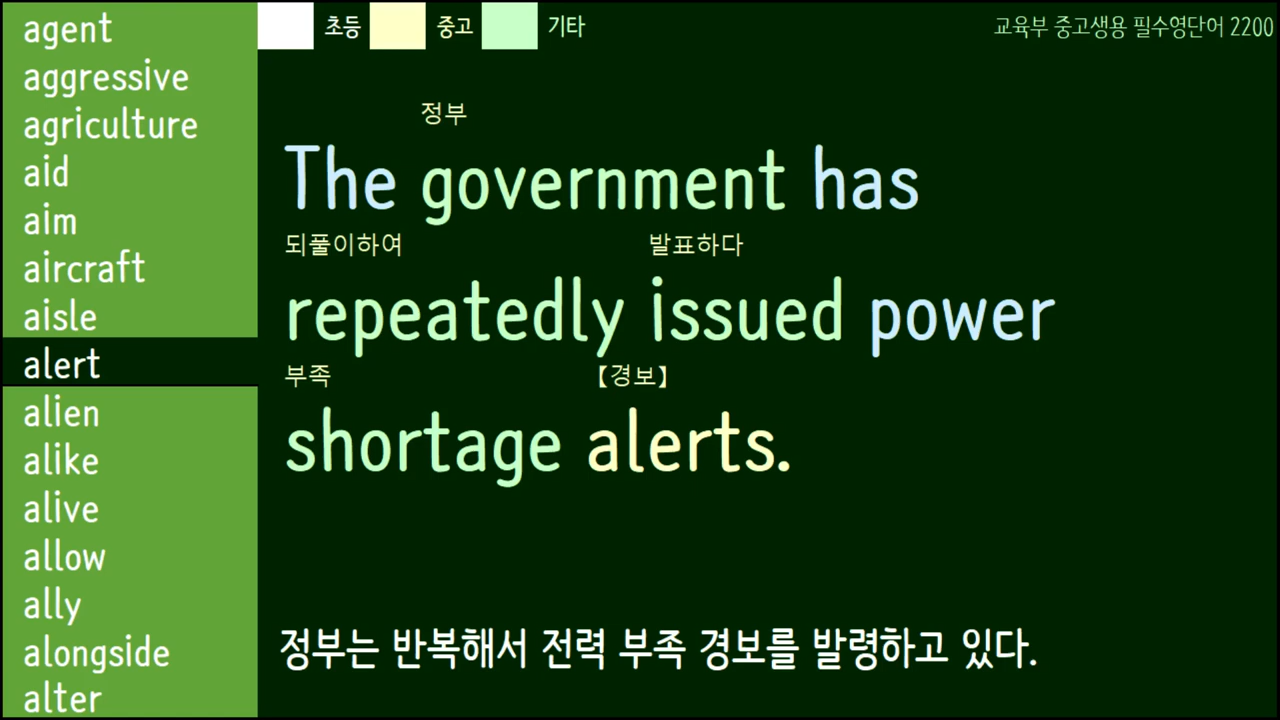 agent
aggressive
agriculture
aid
aim
aircraft
aisle
alert
alien
alike
alive
allow
ally
alongside
alter
초등 중고 기타
교육부 중고생용 필수영단어 2200
정부
The government has
되풀이하여 발표하다
repeatedly issued power
부족 【경보】
shortage alerts.
정부는 반복해서 전력 부족 경보를 발령하고 있다.